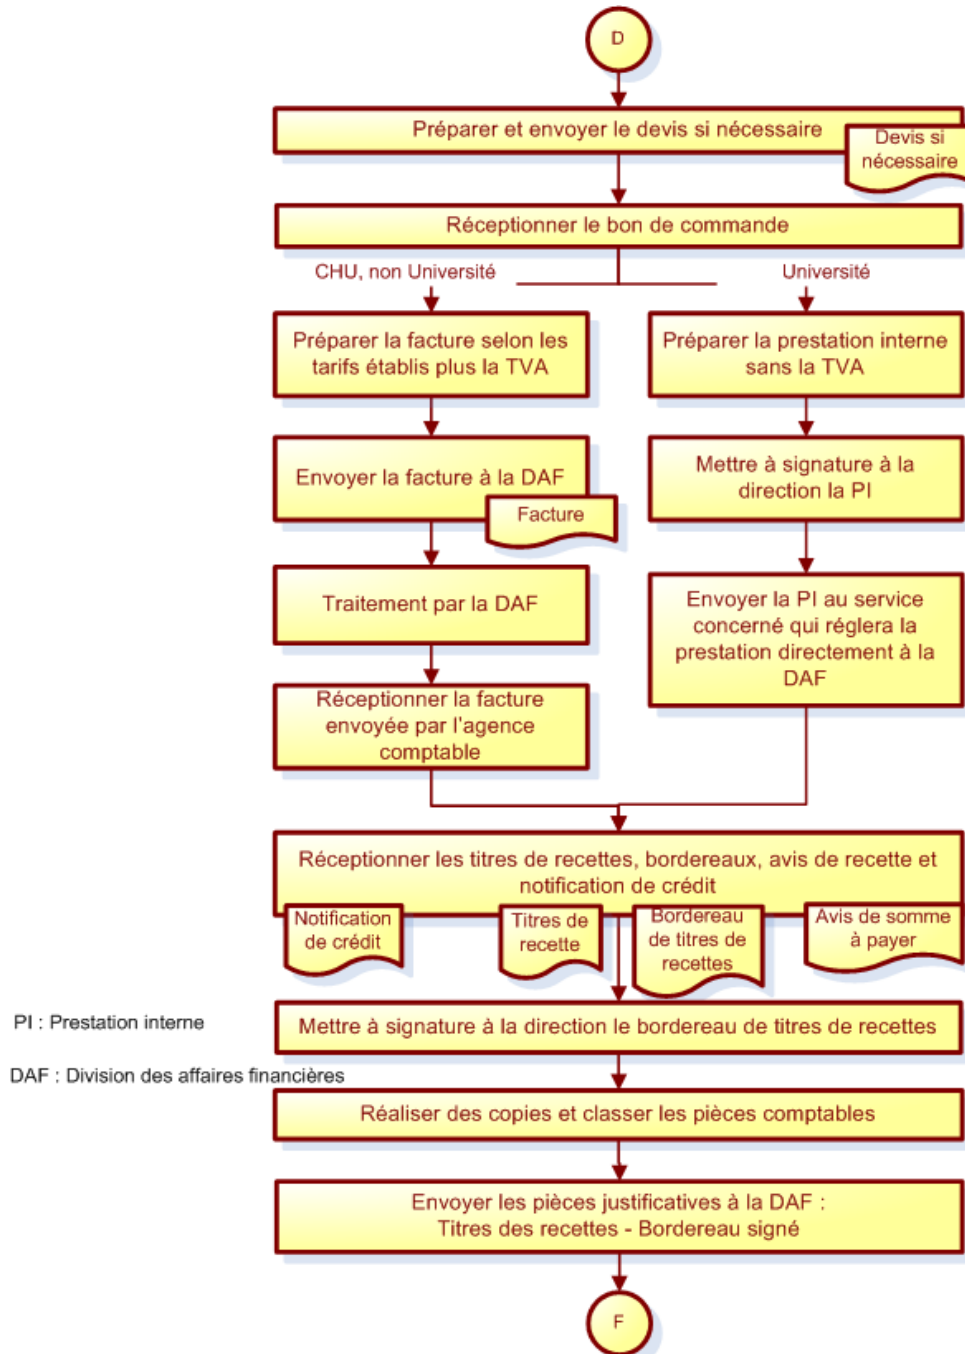 D
Préparer et envoyer le devis si nécessaire
Devis si
nécessaire
Réceptionner le bon de commande
CHU, non Université
Université
Préparer la facture selon les
tarifs établis plus la TVA
Préparer la prestation interne
sans la TVA
Envoyer la facture à la DAF
Facture
Mettre à signature à la
direction la PI
Traitement par la DAF
Envoyer la PI au service
concerné qui réglera la
prestation directement à la
DAF
Réceptionner la facture
envoyée par l'agence
comptable
Réceptionner les titres de recettes, bordereaux, avis de recette et
notification de crédit
Notification
de crédit
Titres de
recette
Bordereau
de titres de
recettes
Avis de somme
à payer
PI : Prestation interne
Mettre à signature à la direction le bordereau de titres de recettes
DAF : Division des affaires financières
Réaliser des copies et classer les pièces comptables
Envoyer les pièces justificatives à la DAF :
Titres des recettes - Bordereau signé
F